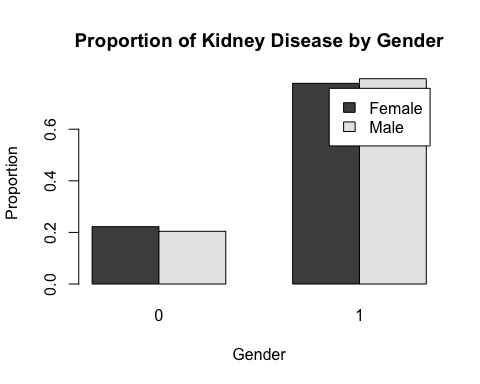 Proportion of Kidney Disease by Gender
Female
Male
Proportion
0.6
0.4
0.2
0.0
0
1
Gender